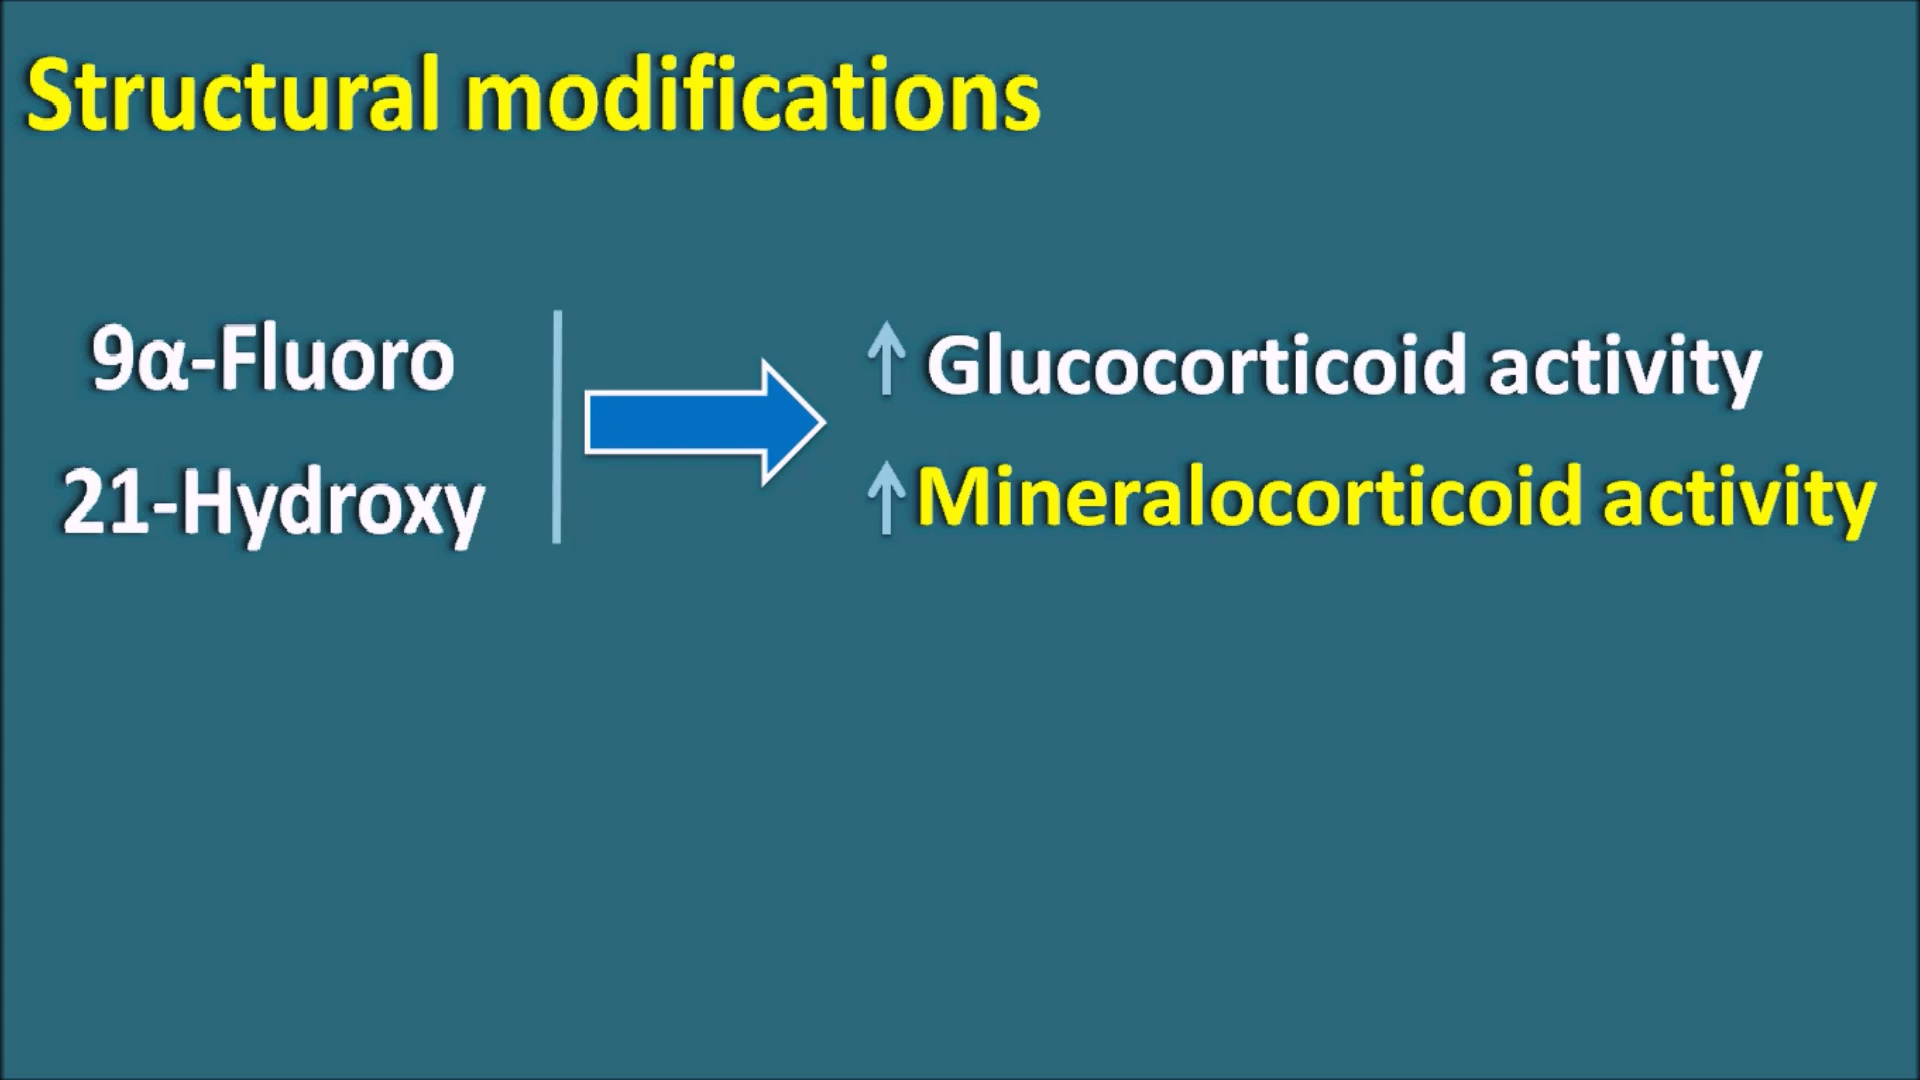 Structural modifications
9α-Fluoro
21-Hydroxy
↑ Glucocorticoid activity
↑ Mineralocorticoid activity